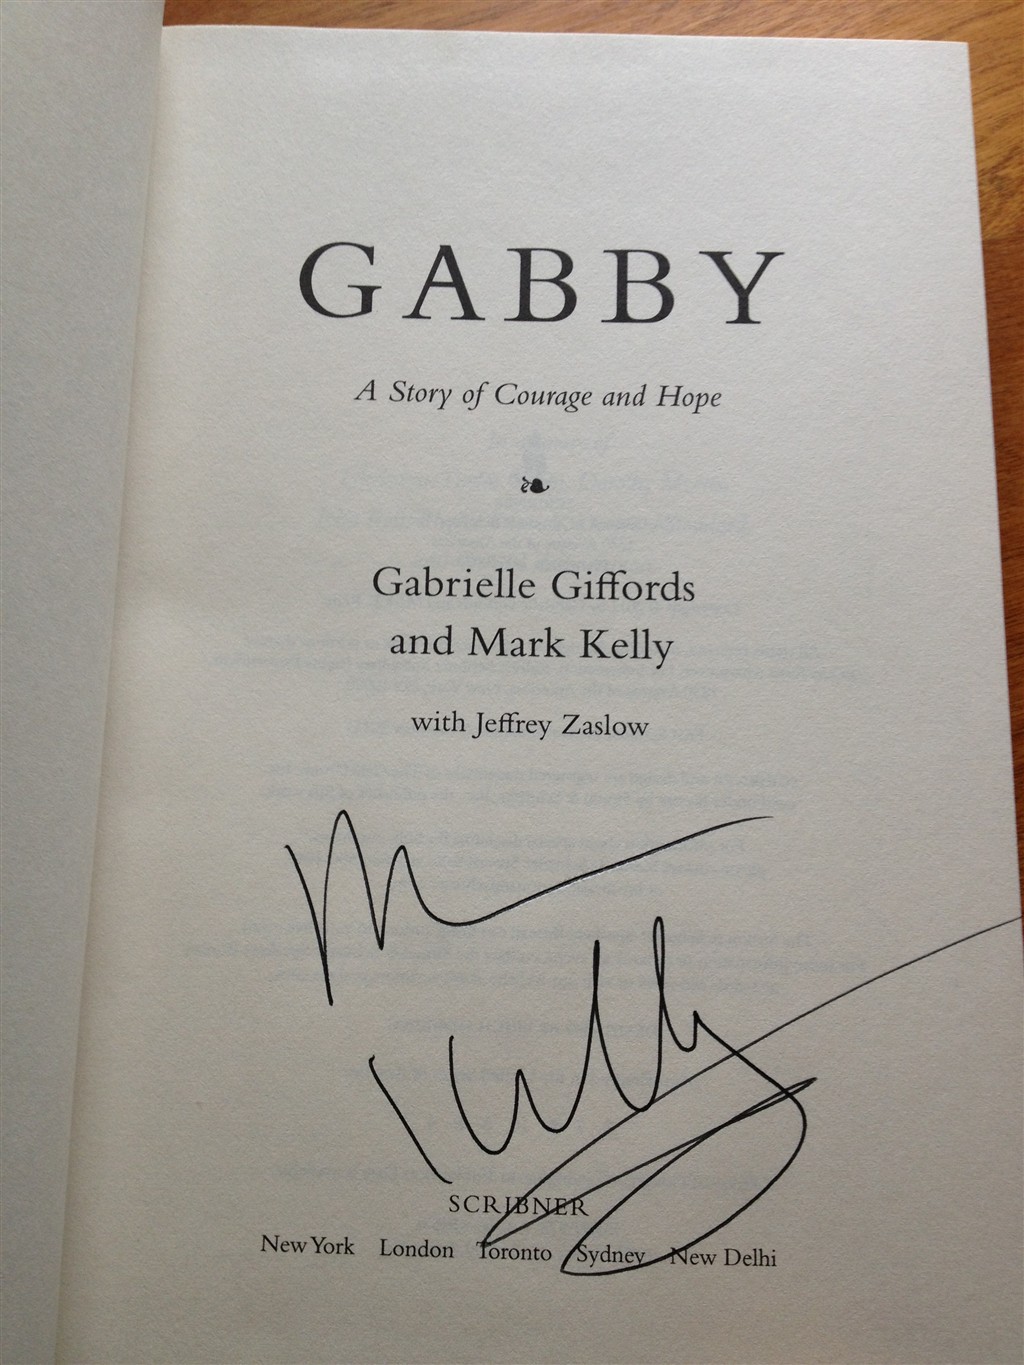 GABBY
A Story of Courage and Hope
Gabrielle Giffords
and Mark Kelly
with Jeffrey Zaslow
M
Kelly
SCRIBNER
New York London Toronto Sydney New Delhi